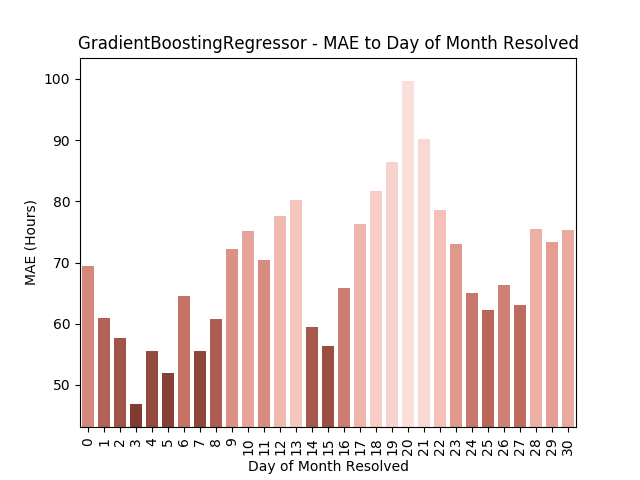 GradientBoostingRegressor - MAE to Day of Month Resolved
MAE (Hours)
100
90
80
70
60
50
0 1 2 3 4 5 6 7 8 9 10 11 12 13 14 15 16 17 18 19 20 21 22 23 24 25 26 27 28 29 30
Day of Month Resolved